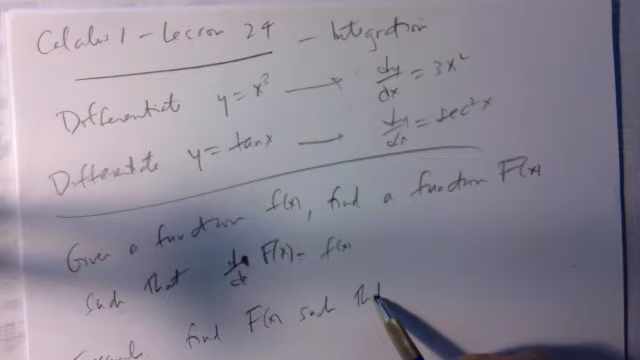 Calculus 1 - Lesson 24 - Integration
Differentiate y = x³ → dy/dx = 3x²
Differentiate y = tanx → dy/dx = sec²x
Given a function f(x), find a function F(x)
such that d/dx F(x) = f(x)
find F(x) such that